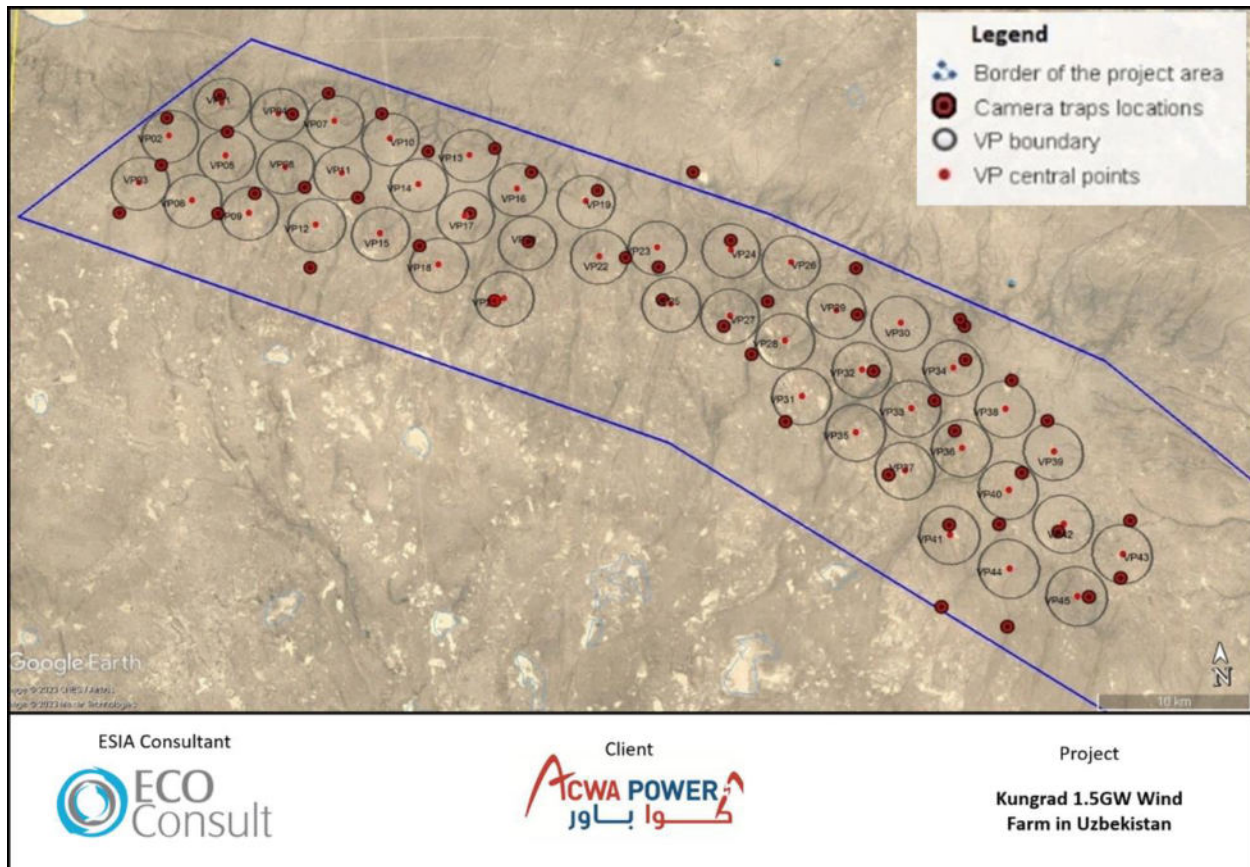 Legend
Border of the project area
Camera traps locations
VP boundary
VP central points
VP04
VP07
VP02
VP10
VP13
VP05
VP11
VP03
VP14
VP16
VP19
VP09
VP12
VP17
VP15
VP18
VP22
VP23
VP24
VP26
VP27
VP29
VP30
VP28
VP32
VP34
VP31
VP33
VP38
VP35
VP36
VP37
VP39
VP40
VP41
VP42
VP43
VP44
VP45
Google Earth
10 km
N
ESIA Consultant
ECO
Consult
Client
ACWA POWER
أكوا باور
Project
Kungrad 1.5GW Wind
Farm in Uzbekistan